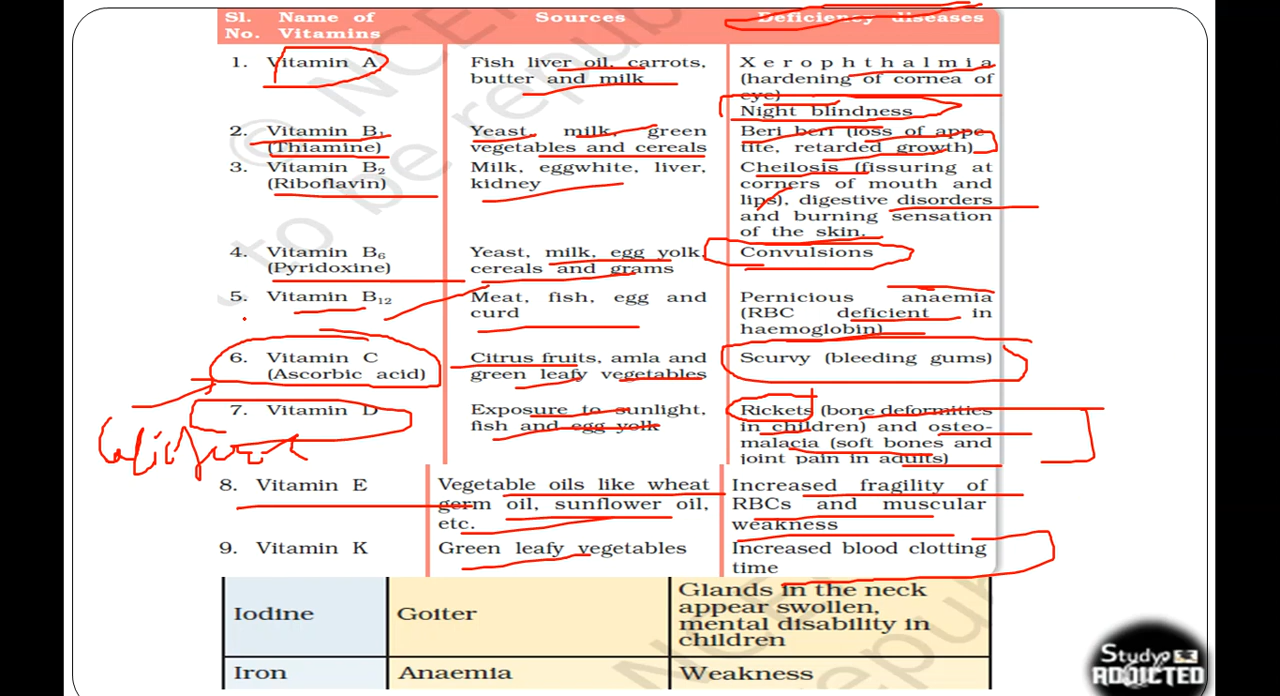 Sl. No. Name of Vitamins Sources Deficiency diseases
1. Vitamin A Fish liver oil, carrots, butter and milk Xerophthalmia (hardening of cornea of eye) Night blindness
2. Vitamin B1 (Thiamine) Yeast, milk, green vegetables and cereals Beri beri (loss of appe tite, retarded growth)
3. Vitamin B2 (Riboflavin) Milk, eggwhite, liver, kidney Cheilosis (fissuring at corners of mouth and lips), digestive disorders and burning sensation of the skin.
4. Vitamin B6 (Pyridoxine) Yeast, milk, egg yolk, cereals and grams Convulsions
5. Vitamin B12 Meat, fish, egg and curd Pernicious anaemia (RBC deficient in haemoglobin)
6. Vitamin C (Ascorbic acid) Citrus fruits, amla and green leafy vegetables Scurvy (bleeding gums)
7. Vitamin D Exposure to sunlight, fish and egg yolk Rickets (bone deformities in children) and osteo- malacia (soft bones and joint pain in adults)
8. Vitamin E Vegetable oils like wheat germ oil, sunflower oil, etc. Increased fragility of RBCs and muscular weakness
9. Vitamin K Green leafy vegetables Increased blood clotting time
Iodine Goiter Glands in the neck appear swollen, mental disability in children
Iron Anaemia Weakness
Study
ADDICTED